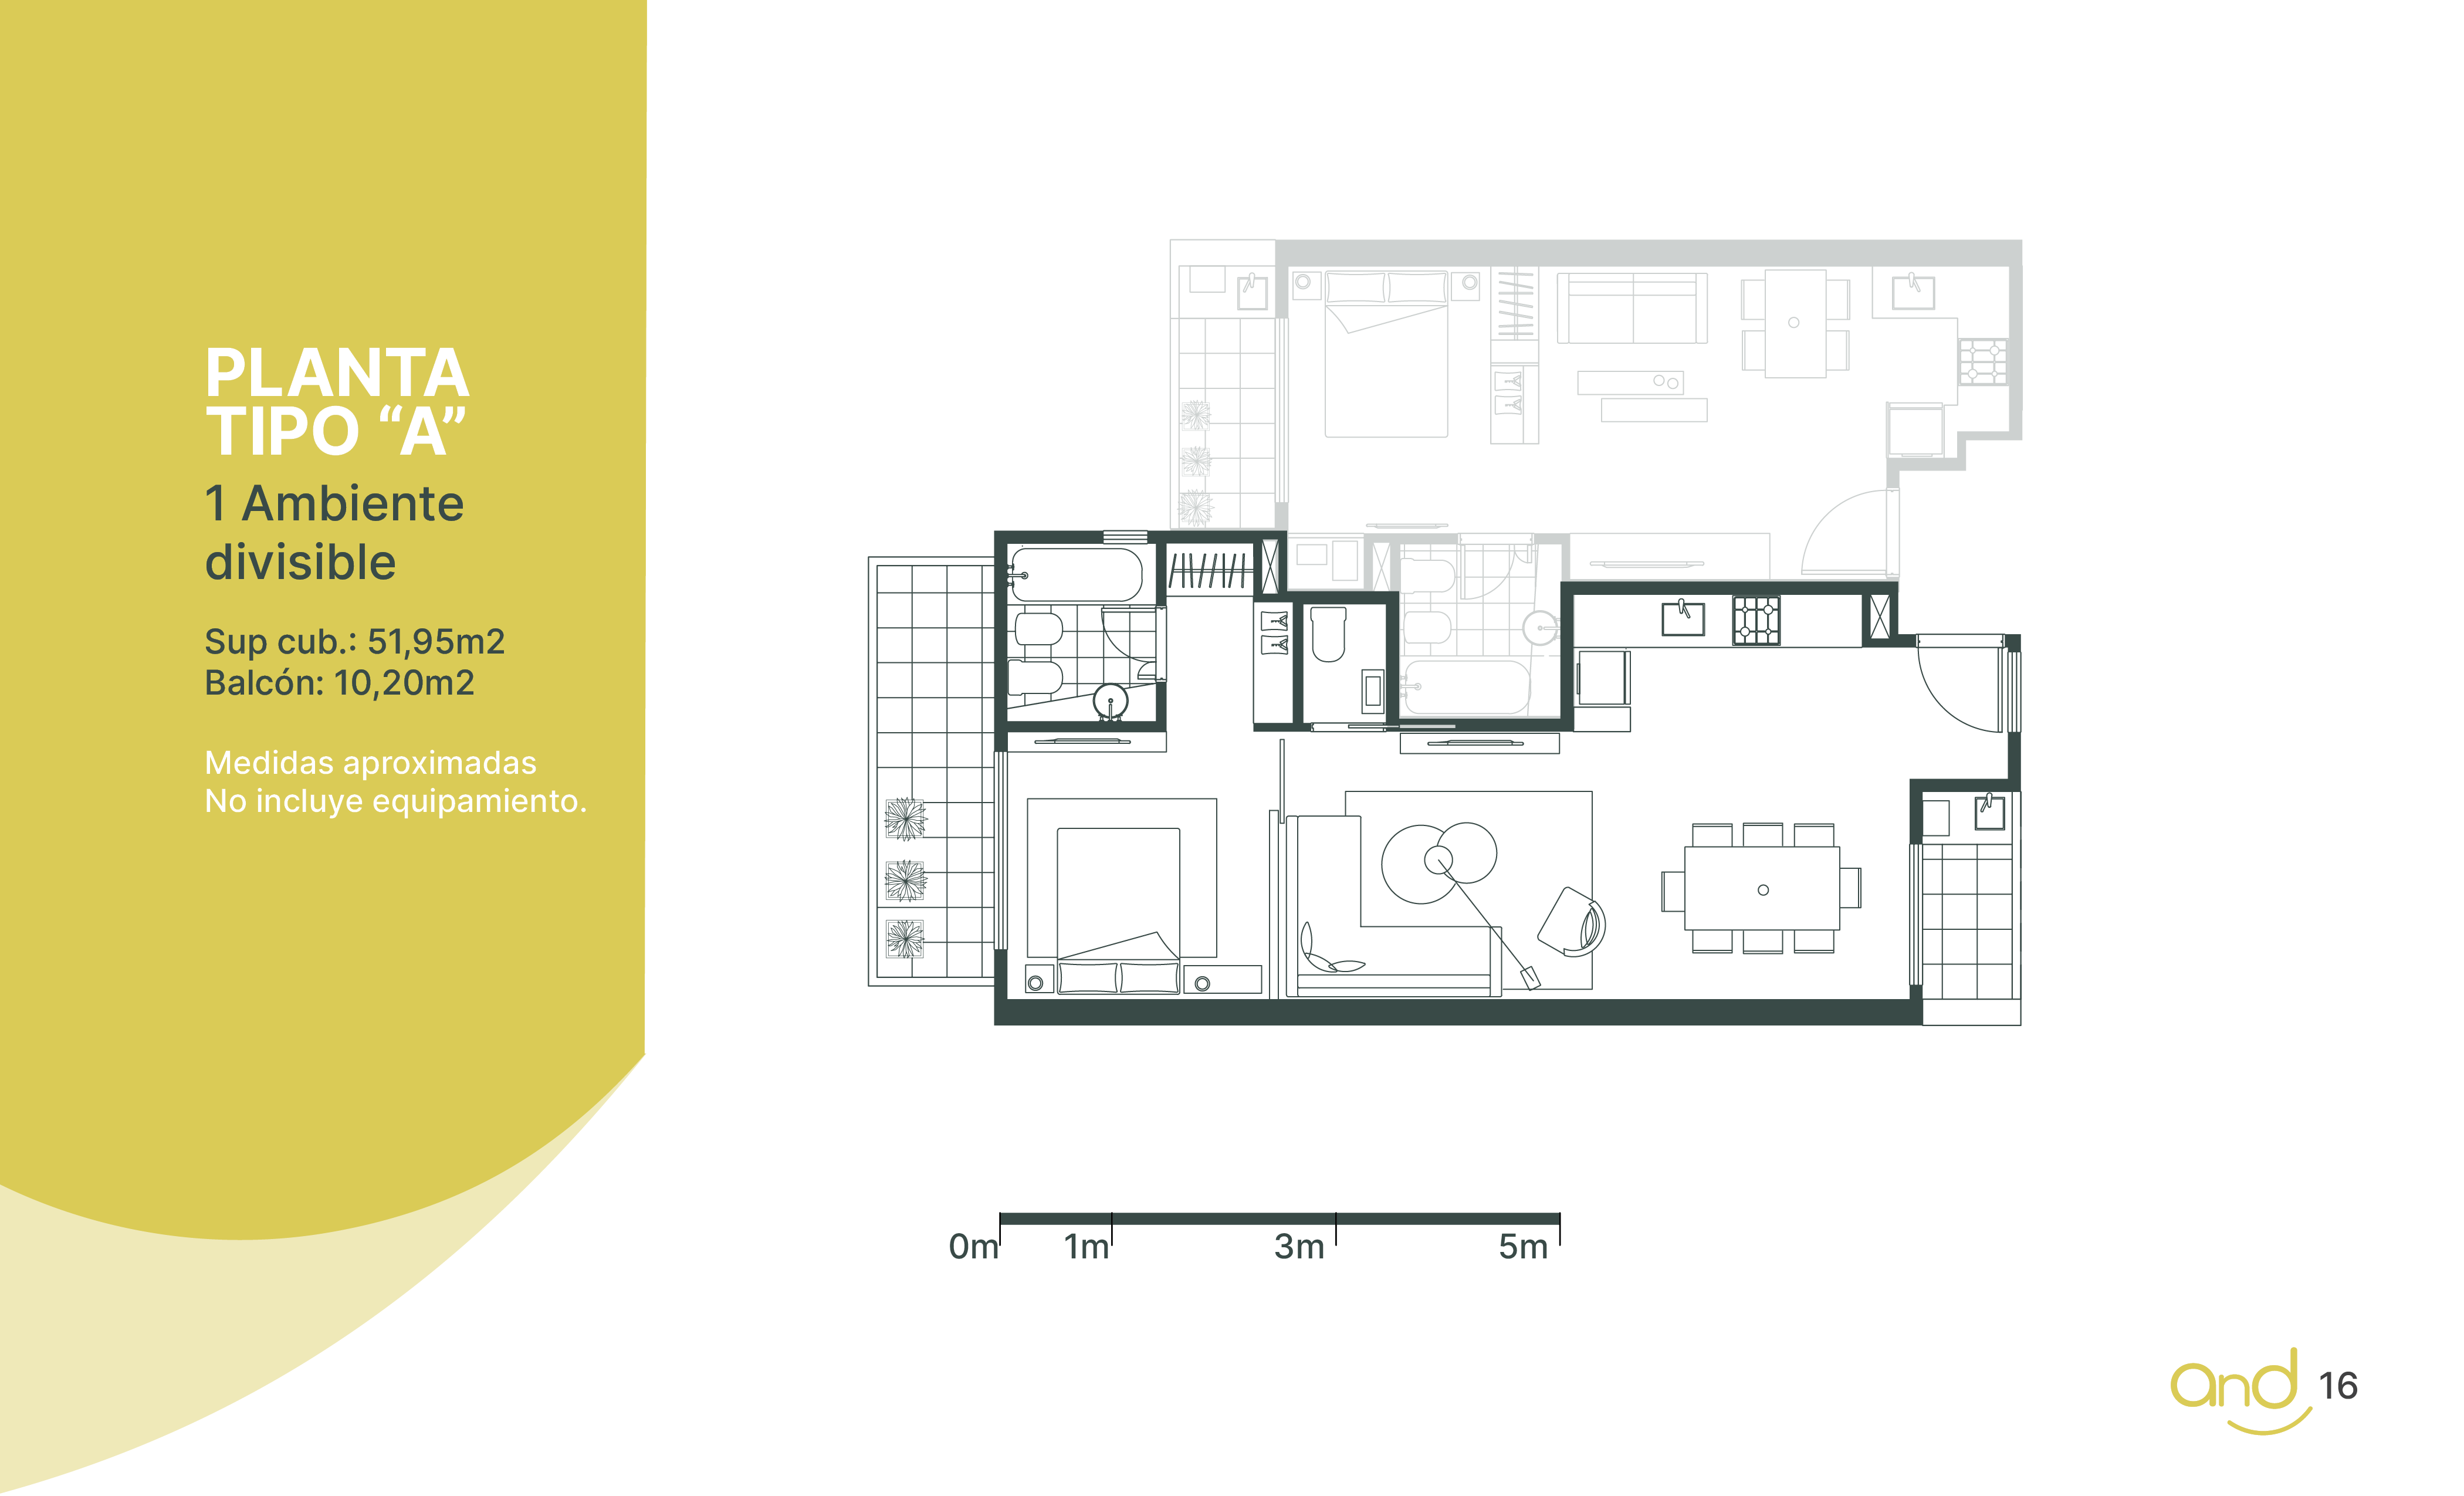 PLANTA
TIPO “A”
1 Ambiente
divisible
Sup cub.: 51,95m2
Balcón: 10,20m2
Medidas aproximadas
No incluye equipamiento.
0m 1m 3m 5m
and 16